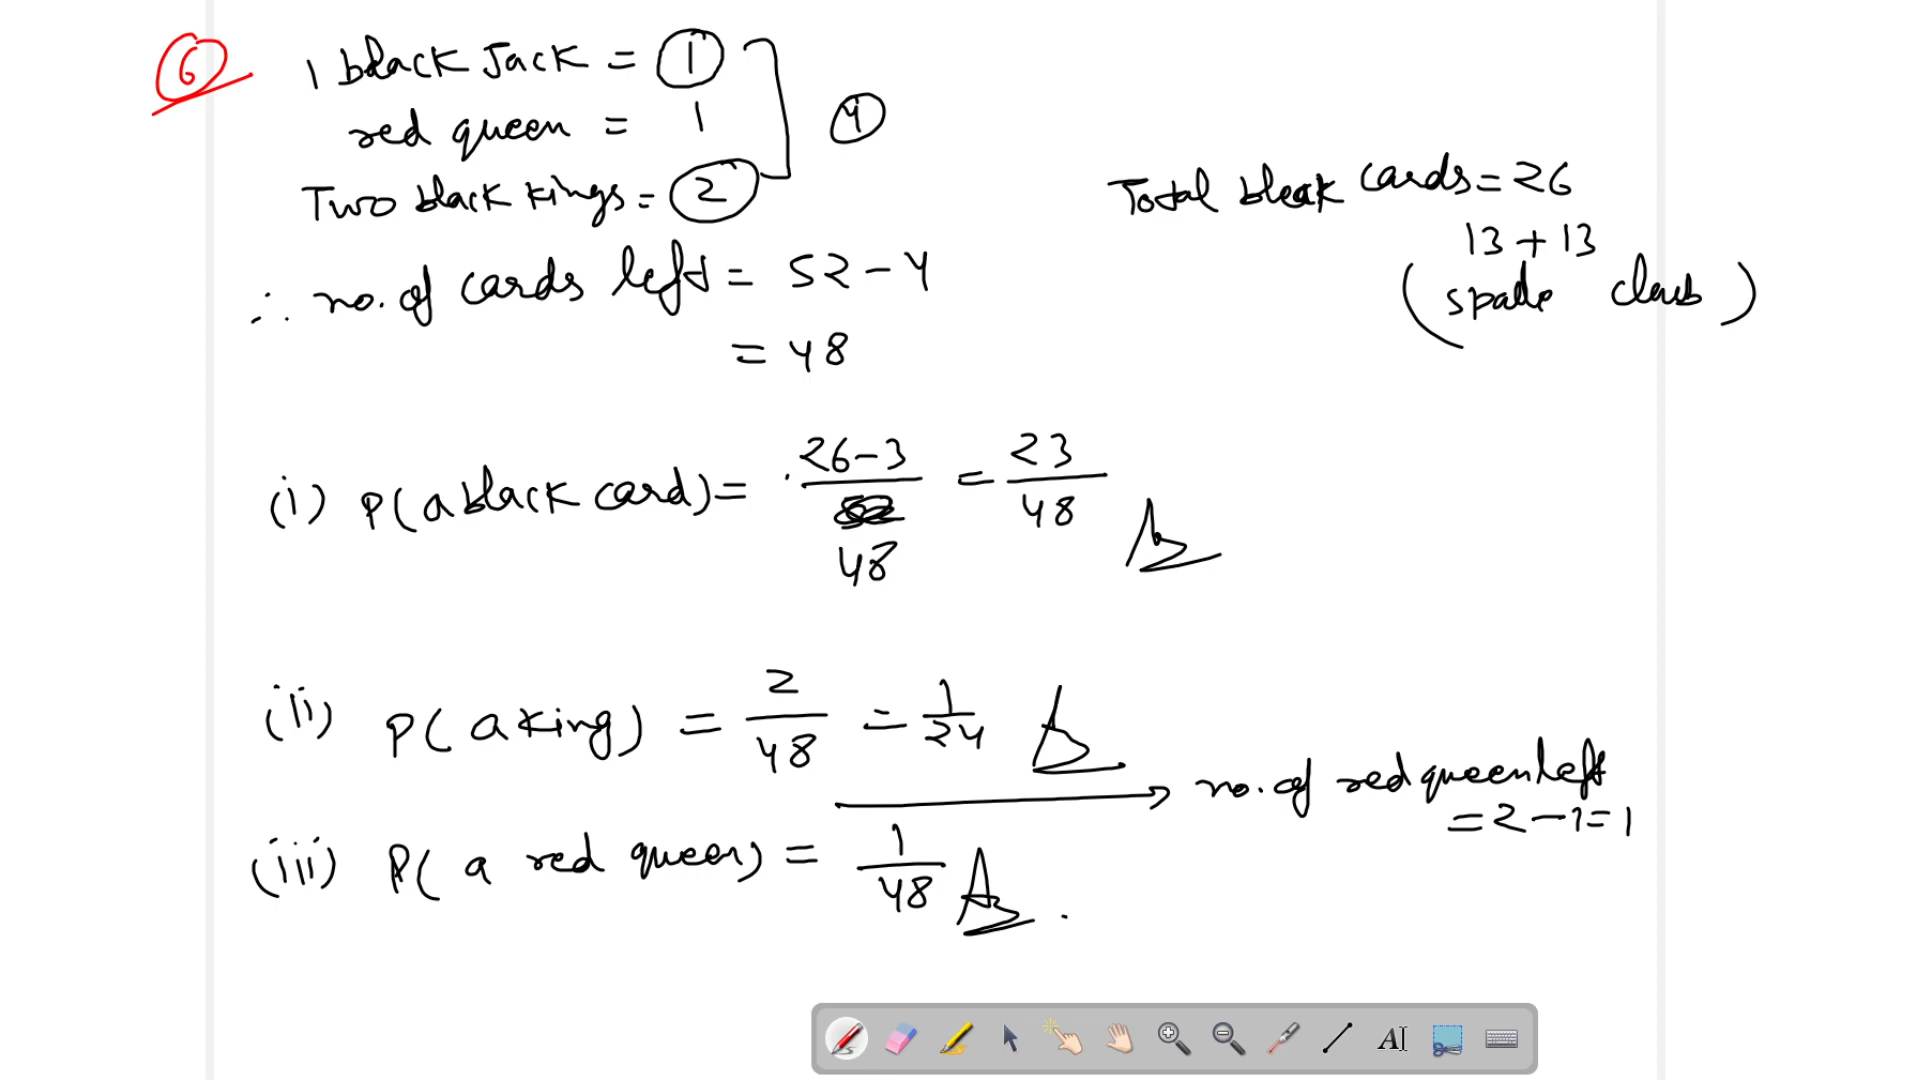 6
1 black Jack = 1
red queen = 1
4
Two black kings = 2
Total bleak cards = 26
13 + 13
(spade club)
∴ no. of cards left = 52 - 4
= 48
(i) P(a black card) = 26-3/48 = 23/48
(ii) P(a king) = 2/48 = 1/24
no. of red queen left
= 2 - 1 = 1
(iii) P(a red queen) = 1/48